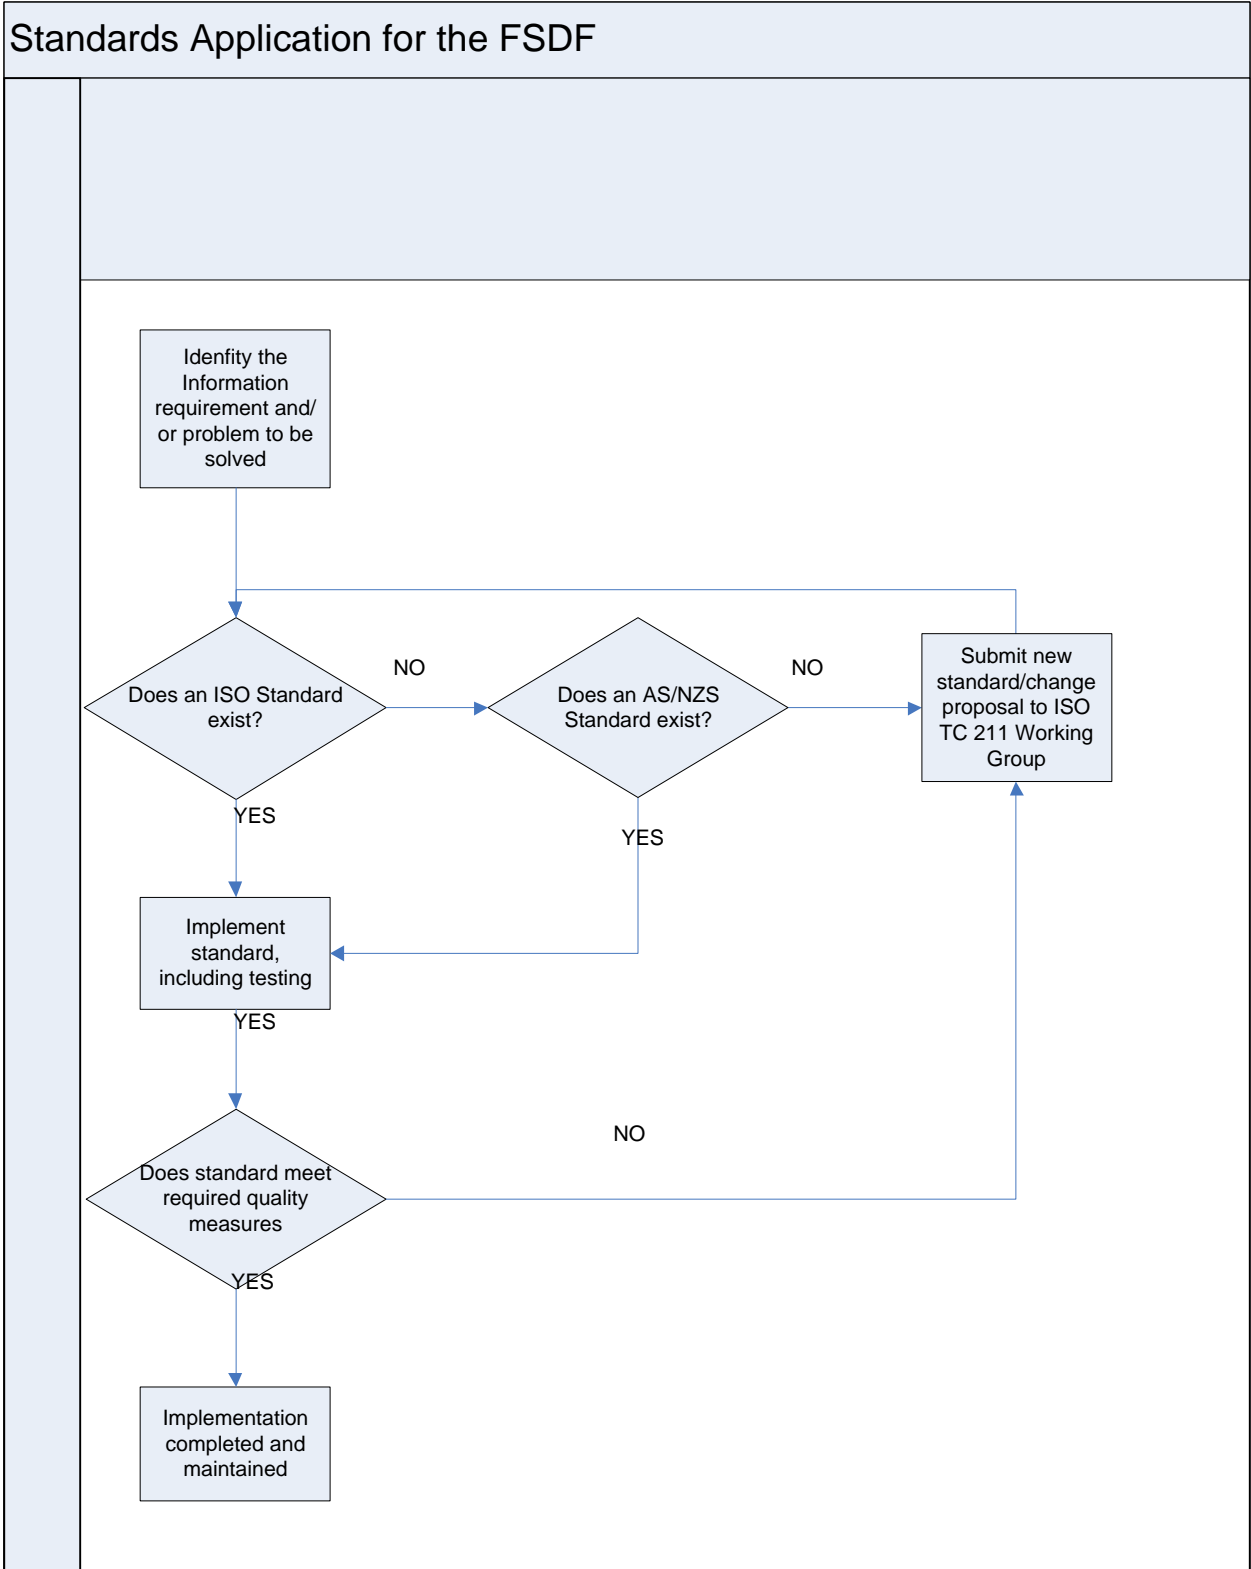 Standards Application for the FSDF
Idenfity the
Information
requirement and/
or problem to be
solved
Does an ISO Standard
exist?
NO
Does an AS/NZS
Standard exist?
NO
Submit new
standard/change
proposal to ISO
TC 211 Working
Group
YES
YES
Implement
standard,
including testing
YES
NO
Does standard meet
required quality
measures
YES
Implementation
completed and
maintained